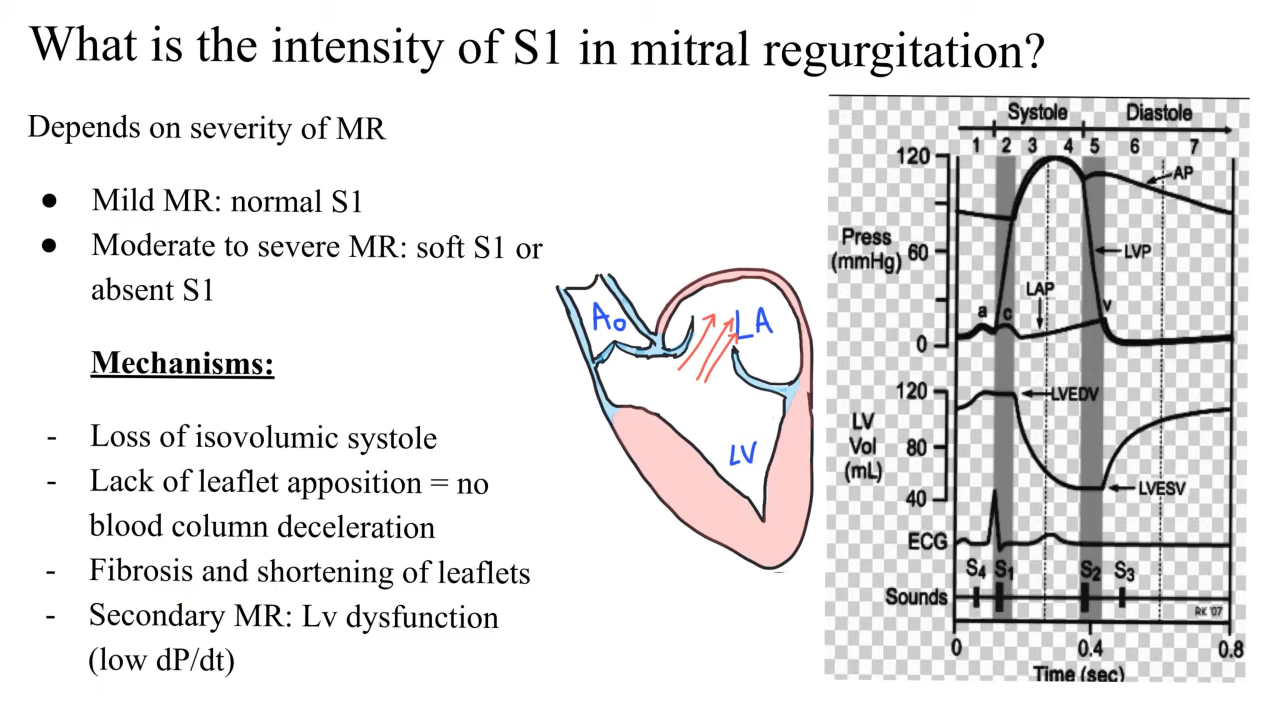 What is the intensity of S1 in mitral regurgitation?
Depends on severity of MR
● Mild MR: normal S1
● Moderate to severe MR: soft S1 or
absent S1
Mechanisms:
- Loss of isovolumic systole
- Lack of leaflet apposition = no
blood column deceleration
- Fibrosis and shortening of leaflets
- Secondary MR: Lv dysfunction
(low dP/dt)
Ao
LA
LV
Systole Diastole
1 2 3 4 5 6 7
120
AP
Press
(mmHg)
60
LVP
LAP
a c v
0
120
LVEDV
LV
Vol
(mL)
80
40
LVESV
ECG
S4 S1 S2 S3
Sounds
RK '07
0 0.4 0.8
Time (sec)